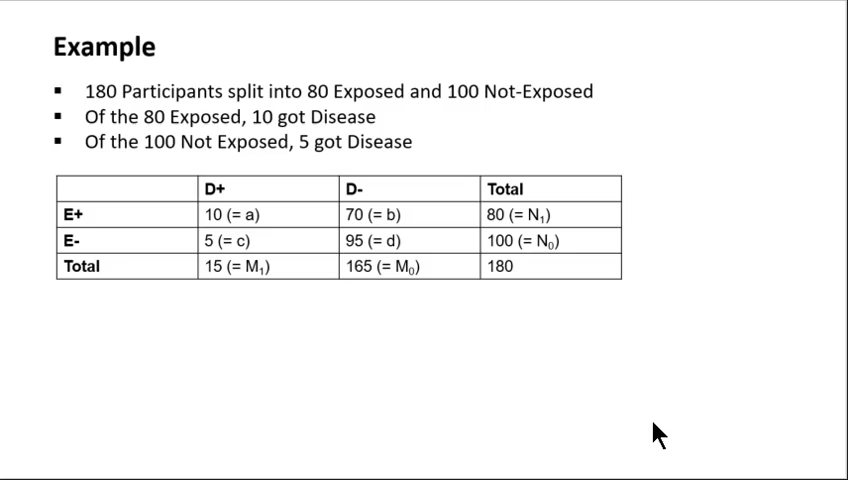 Example
▪ 180 Participants split into 80 Exposed and 100 Not-Exposed
▪ Of the 80 Exposed, 10 got Disease
▪ Of the 100 Not Exposed, 5 got Disease
D+ D- Total
E+ 10 (= a) 70 (= b) 80 (= N₁)
E- 5 (= c) 95 (= d) 100 (= N₀)
Total 15 (= M₁) 165 (= M₀) 180